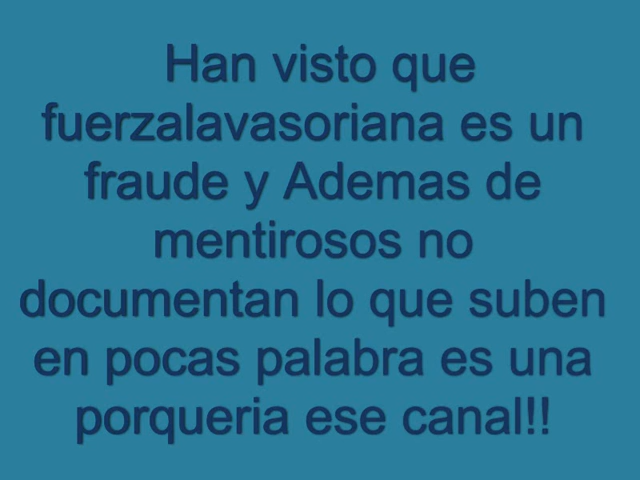 Han visto que
fuerzalavasoriana es un
fraude y Ademas de
mentirosos no
documentan lo que suben
en pocas palabra es una
porqueria ese canal!!